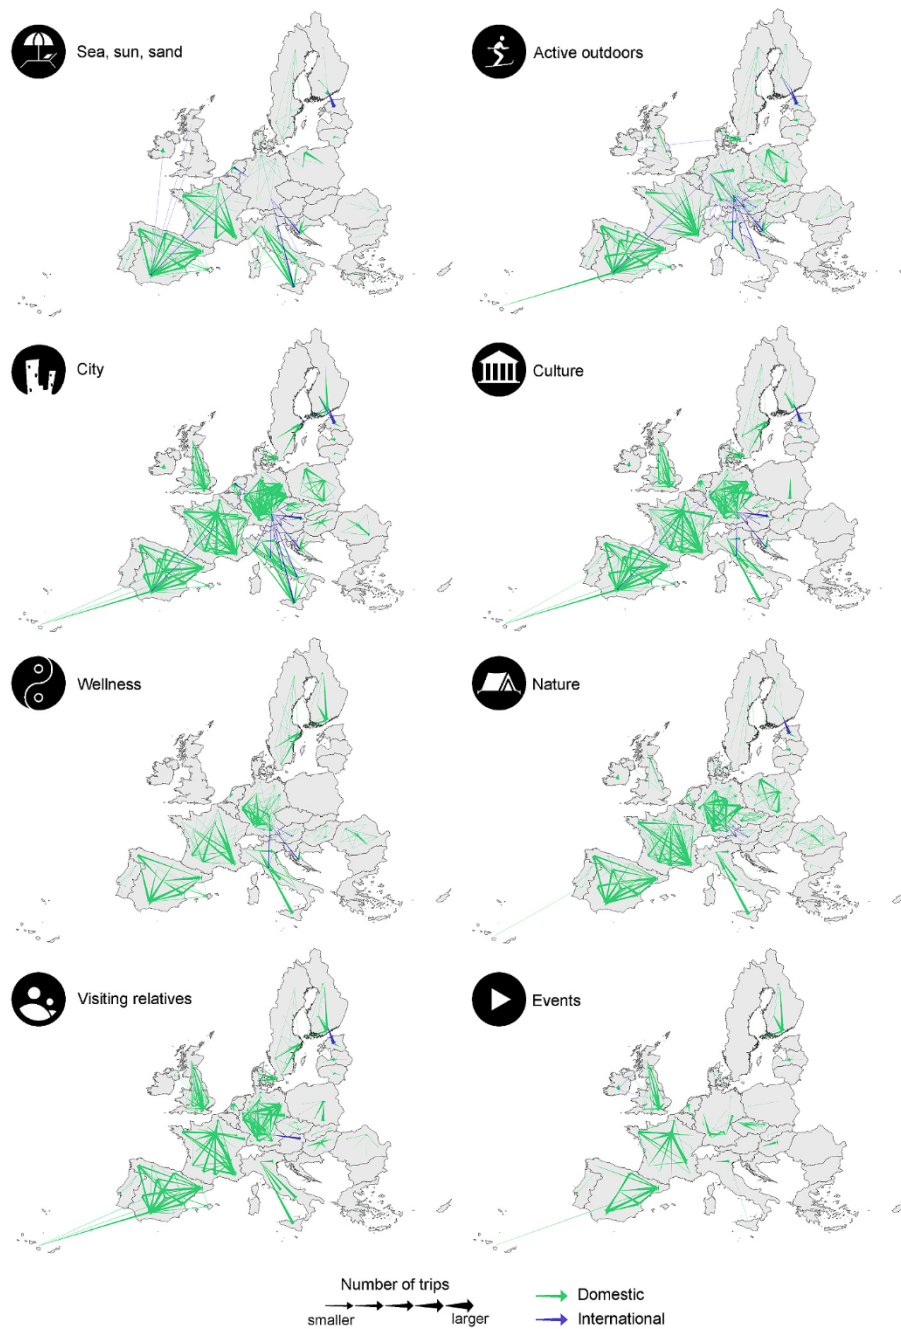 Sea, sun, sand
Active outdoors
City
Culture
Wellness
Nature
Visiting relatives
Events
Number of trips
smaller
larger
Domestic
International